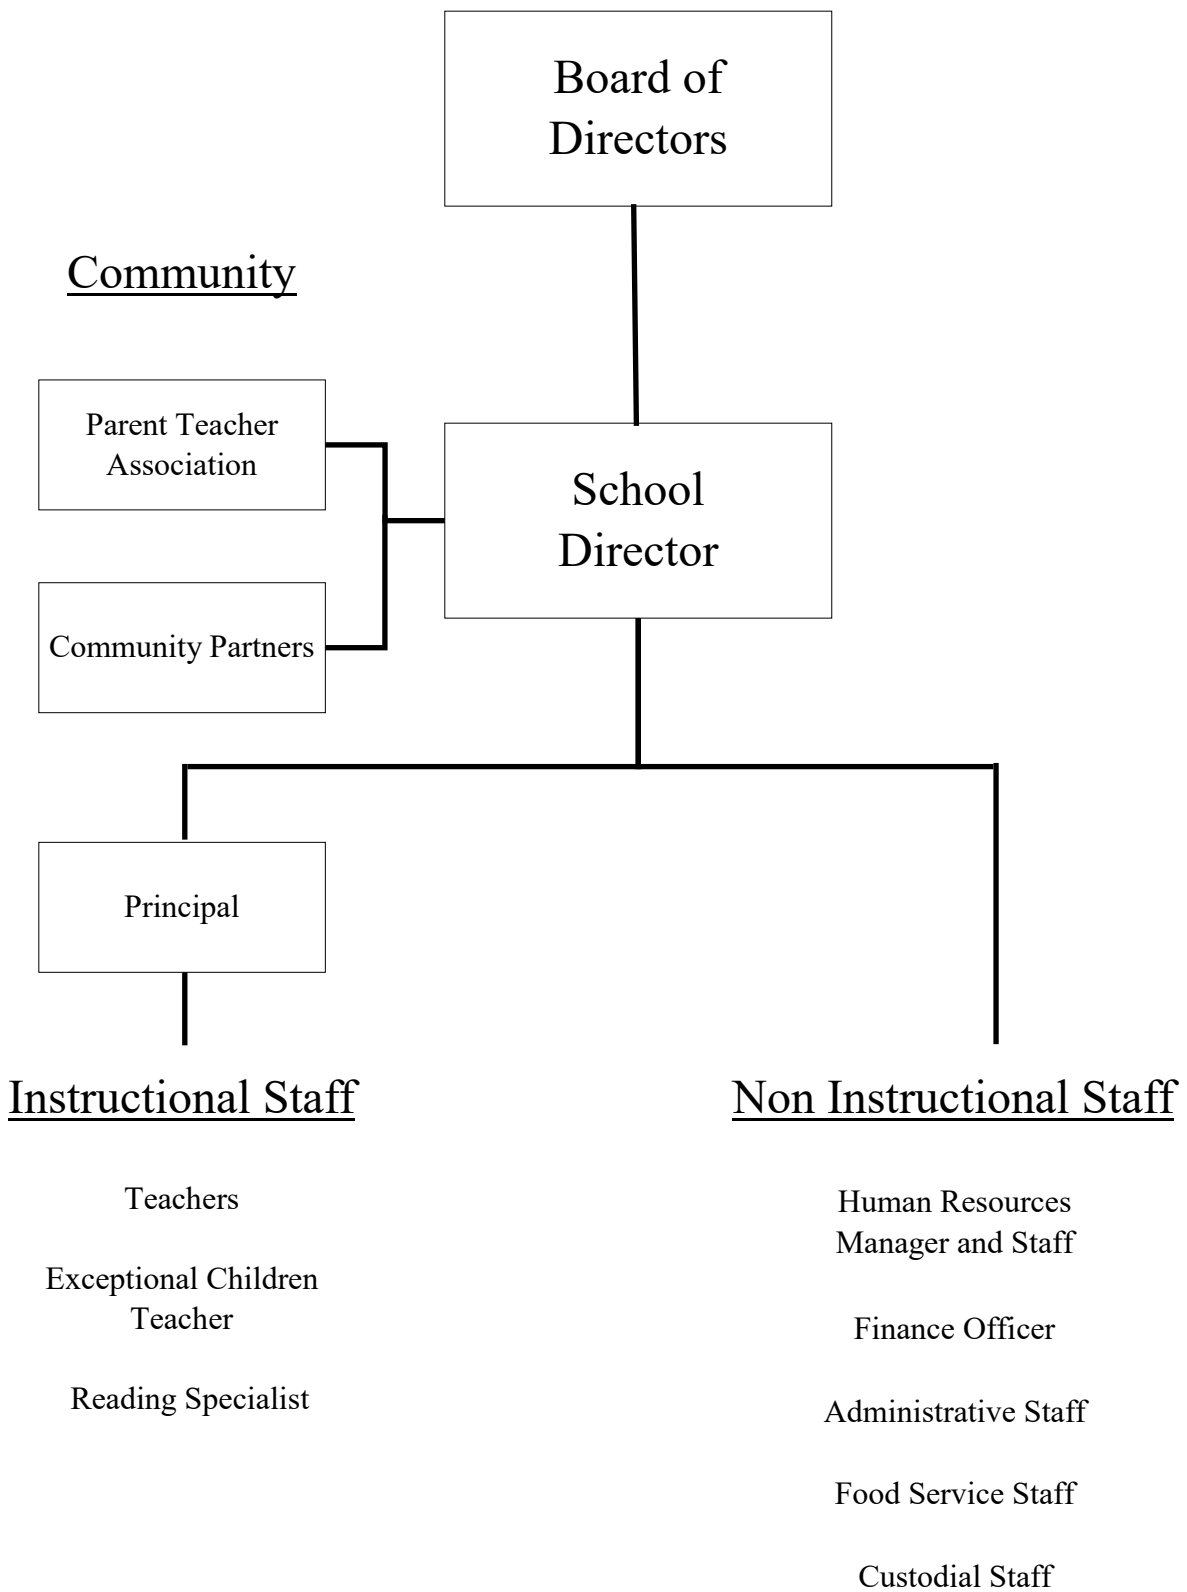 Board of
Directors
Community
Parent Teacher
Association
School
Director
Community Partners
Principal
Instructional Staff
Non Instructional Staff
Teachers
Human Resources
Manager and Staff
Exceptional Children
Teacher
Finance Officer
Reading Specialist
Administrative Staff
Food Service Staff
Custodial Staff